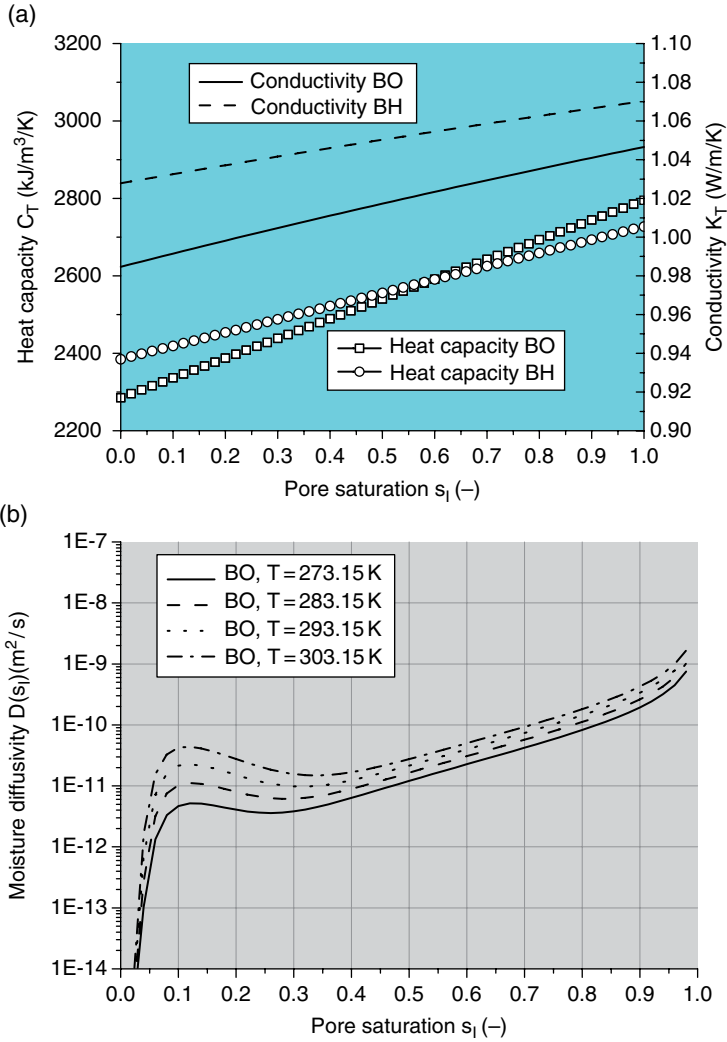 (a)
3200
3000
2800
2600
2400
2200
Heat capacity C_T (kJ/m³/K)
Conductivity BO
Conductivity BH
Heat capacity BO
Heat capacity BH
1.10
1.08
1.06
1.04
1.02
1.00
0.98
0.96
0.94
0.92
0.90
Conductivity K_T (W/m/K)
0.0 0.1 0.2 0.3 0.4 0.5 0.6 0.7 0.8 0.9 1.0
Pore saturation s_l (–)
(b)
1E-7
1E-8
1E-9
1E-10
1E-11
1E-12
1E-13
1E-14
Moisture diffusivity D(s_l)(m²/s)
BO, T=273.15K
BO, T=283.15K
BO, T=293.15K
BO, T=303.15K
0.0 0.1 0.2 0.3 0.4 0.5 0.6 0.7 0.8 0.9 1.0
Pore saturation s_l (–)